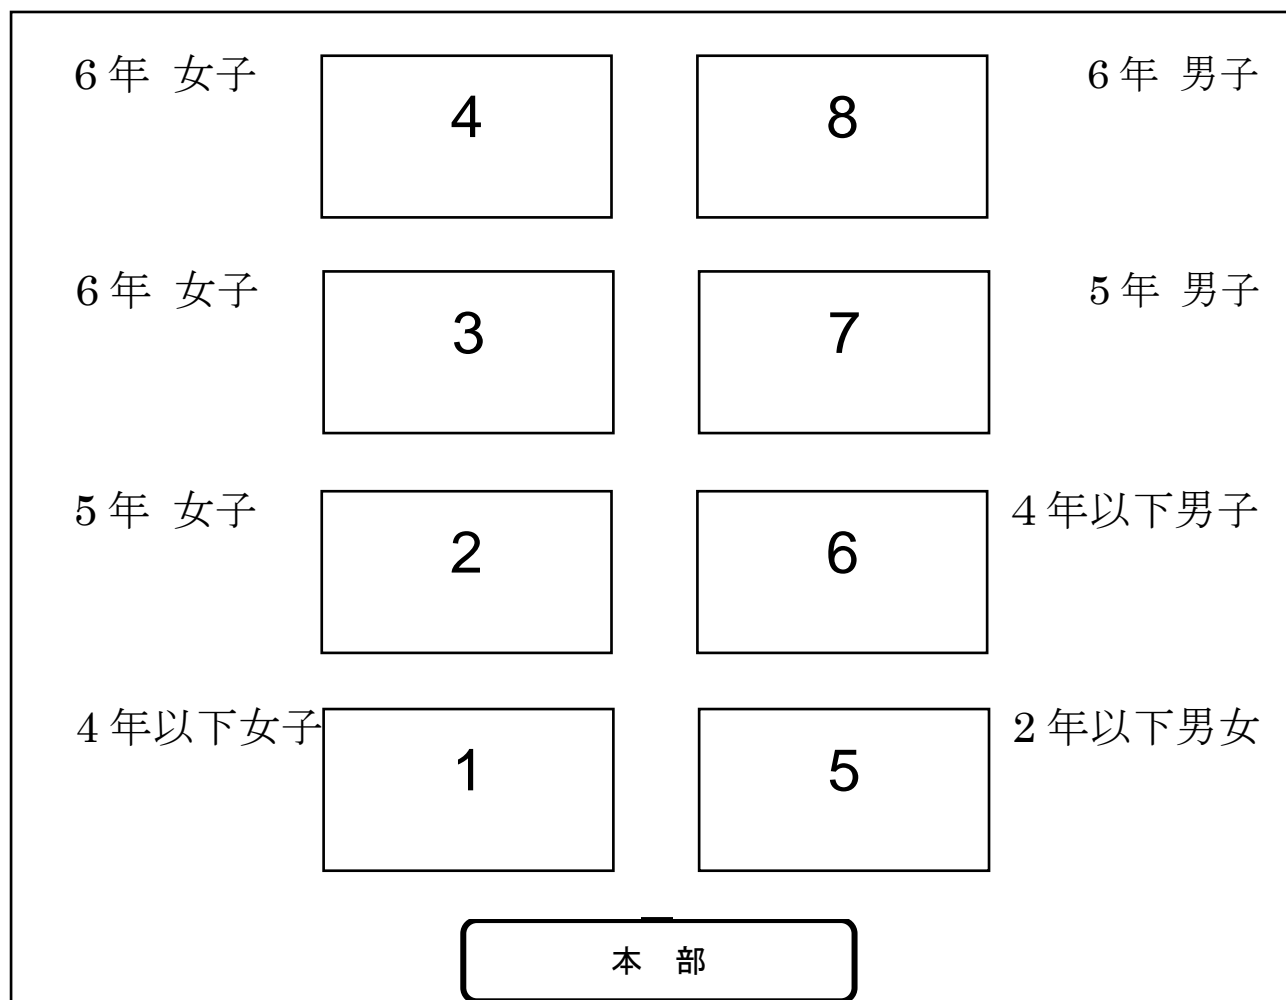 6年 女子 4 8 6年 男子
6年 女子 3 7 5年 男子
5年 女子 2 6 4年以下男子
4年以下女子 1 5 2年以下男女
本 部